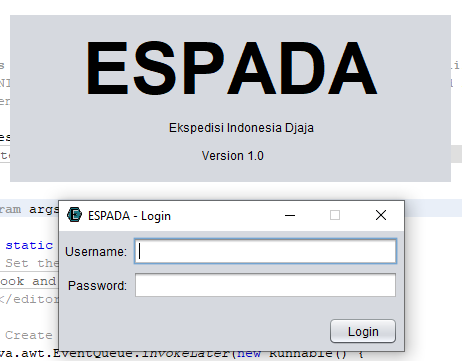 ESPADA
Ekspedisi Indonesia Djaja
Version 1.0
ram args
ESPADA - Login
static
Username:
Set the
Password:
ook and
</editor
Login
Create
va.awt.EventQueue.invokeLater(new Runnable() {